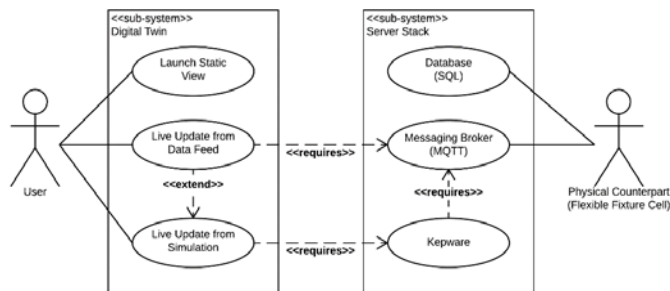 <<sub-system>>
Digital Twin
<<sub-system>>
Server Stack
Launch Static
View
Database
(SQL)
Live Update from
Data Feed
<<requires>>
Messaging Broker
(MQTT)
<<extend>>
<<requires>>
User
Physical Counterpart
(Flexible Fixture Cell)
Live Update from
Simulation
<<requires>>
Kepware